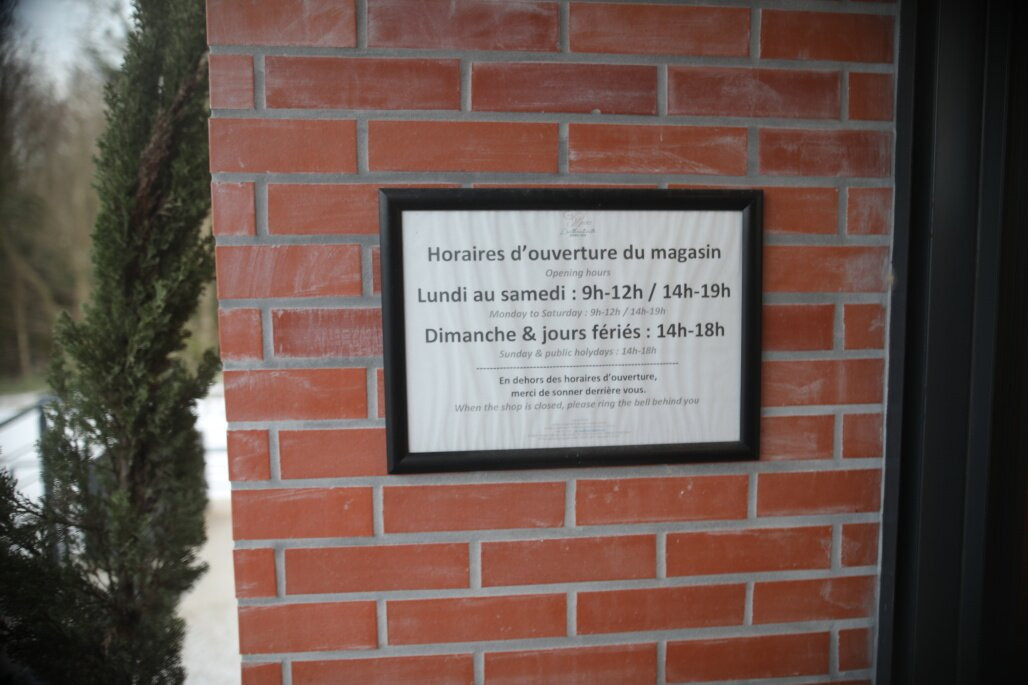 Horaires d'ouverture du magasin
Opening hours
Lundi au samedi : 9h-12h / 14h-19h
Monday to Saturday : 9h-12h / 14h-19h
Dimanche & jours fériés : 14h-18h
Sunday & public holydays : 14h-18h
En dehors des horaires d'ouverture,
merci de sonner derrière vous.
When the shop is closed, please ring the bell behind you